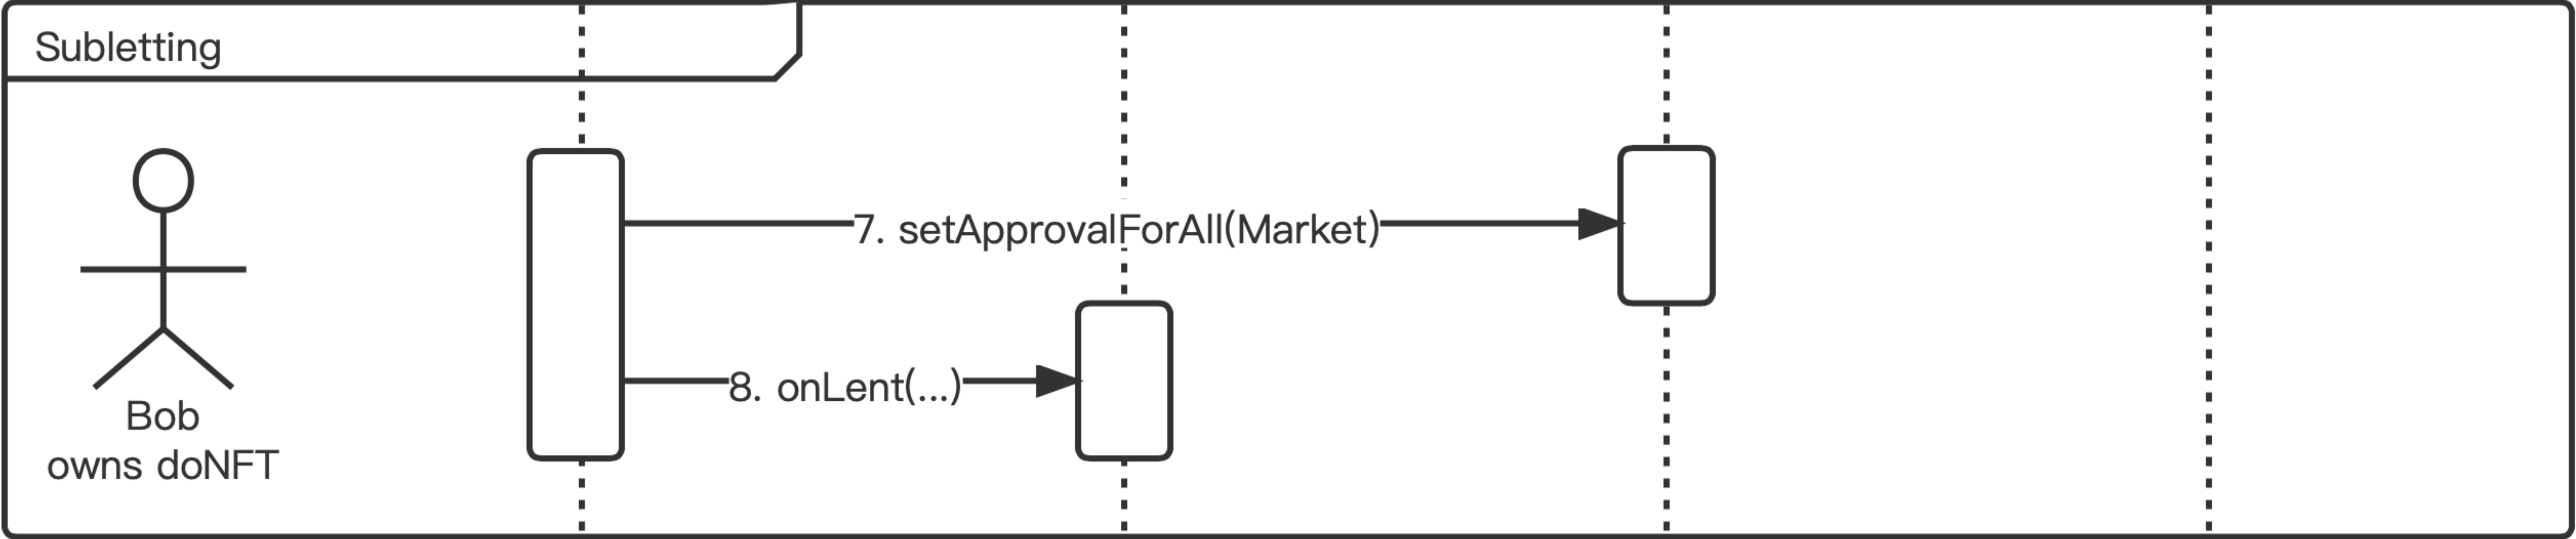 Subletting
7. setApprovalForAll(Market)
8. onLent(...)
Bob
owns doNFT